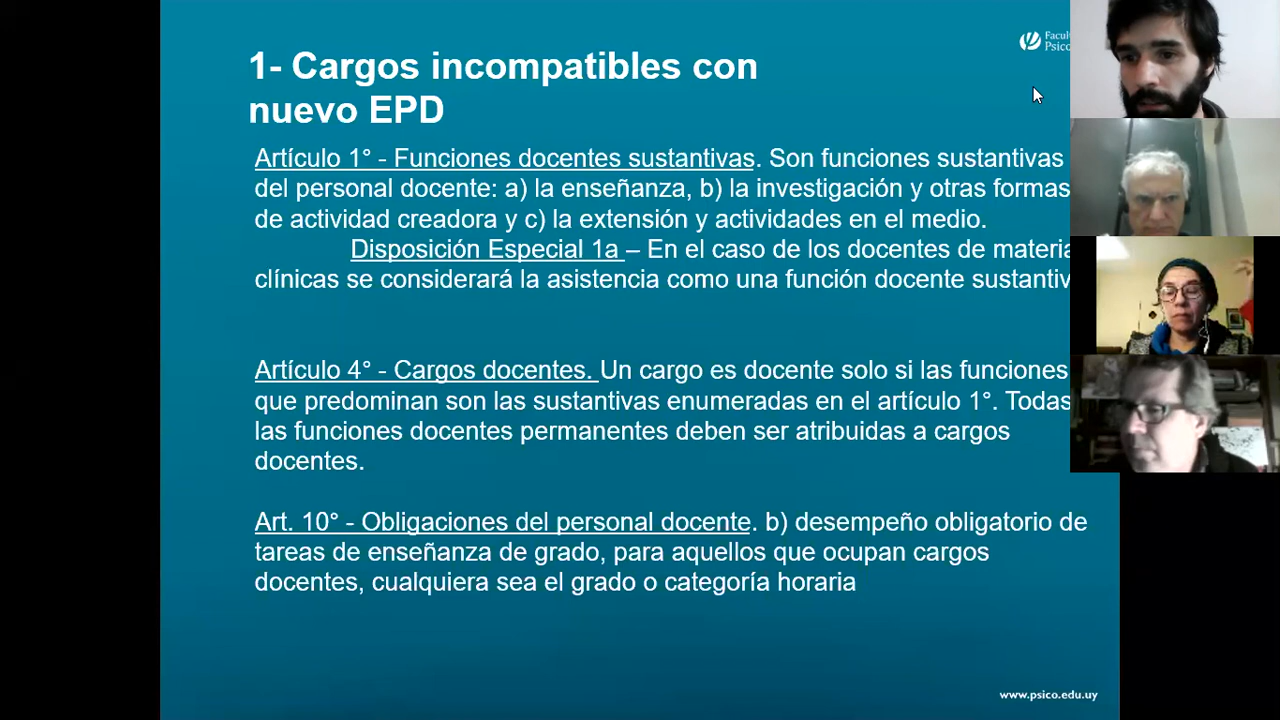 1- Cargos incompatibles con
nuevo EPD
Artículo 1° - Funciones docentes sustantivas. Son funciones sustantivas
del personal docente: a) la enseñanza, b) la investigación y otras formas
de actividad creadora y c) la extensión y actividades en el medio.
Disposición Especial 1a – En el caso de los docentes de
clínicas se considerará la asistencia como una función docente
Artículo 4° - Cargos docentes. Un cargo es docente solo si las funciones
que predominan son las sustantivas enumeradas en el artículo 1°. Todas
las funciones docentes permanentes deben ser atribuidas a cargos
docentes.
Art. 10° - Obligaciones del personal docente. b) desempeño obligatorio de
tareas de enseñanza de grado, para aquellos que ocupan cargos
docentes, cualquiera sea el grado o categoría horaria
www.psico.edu.uy